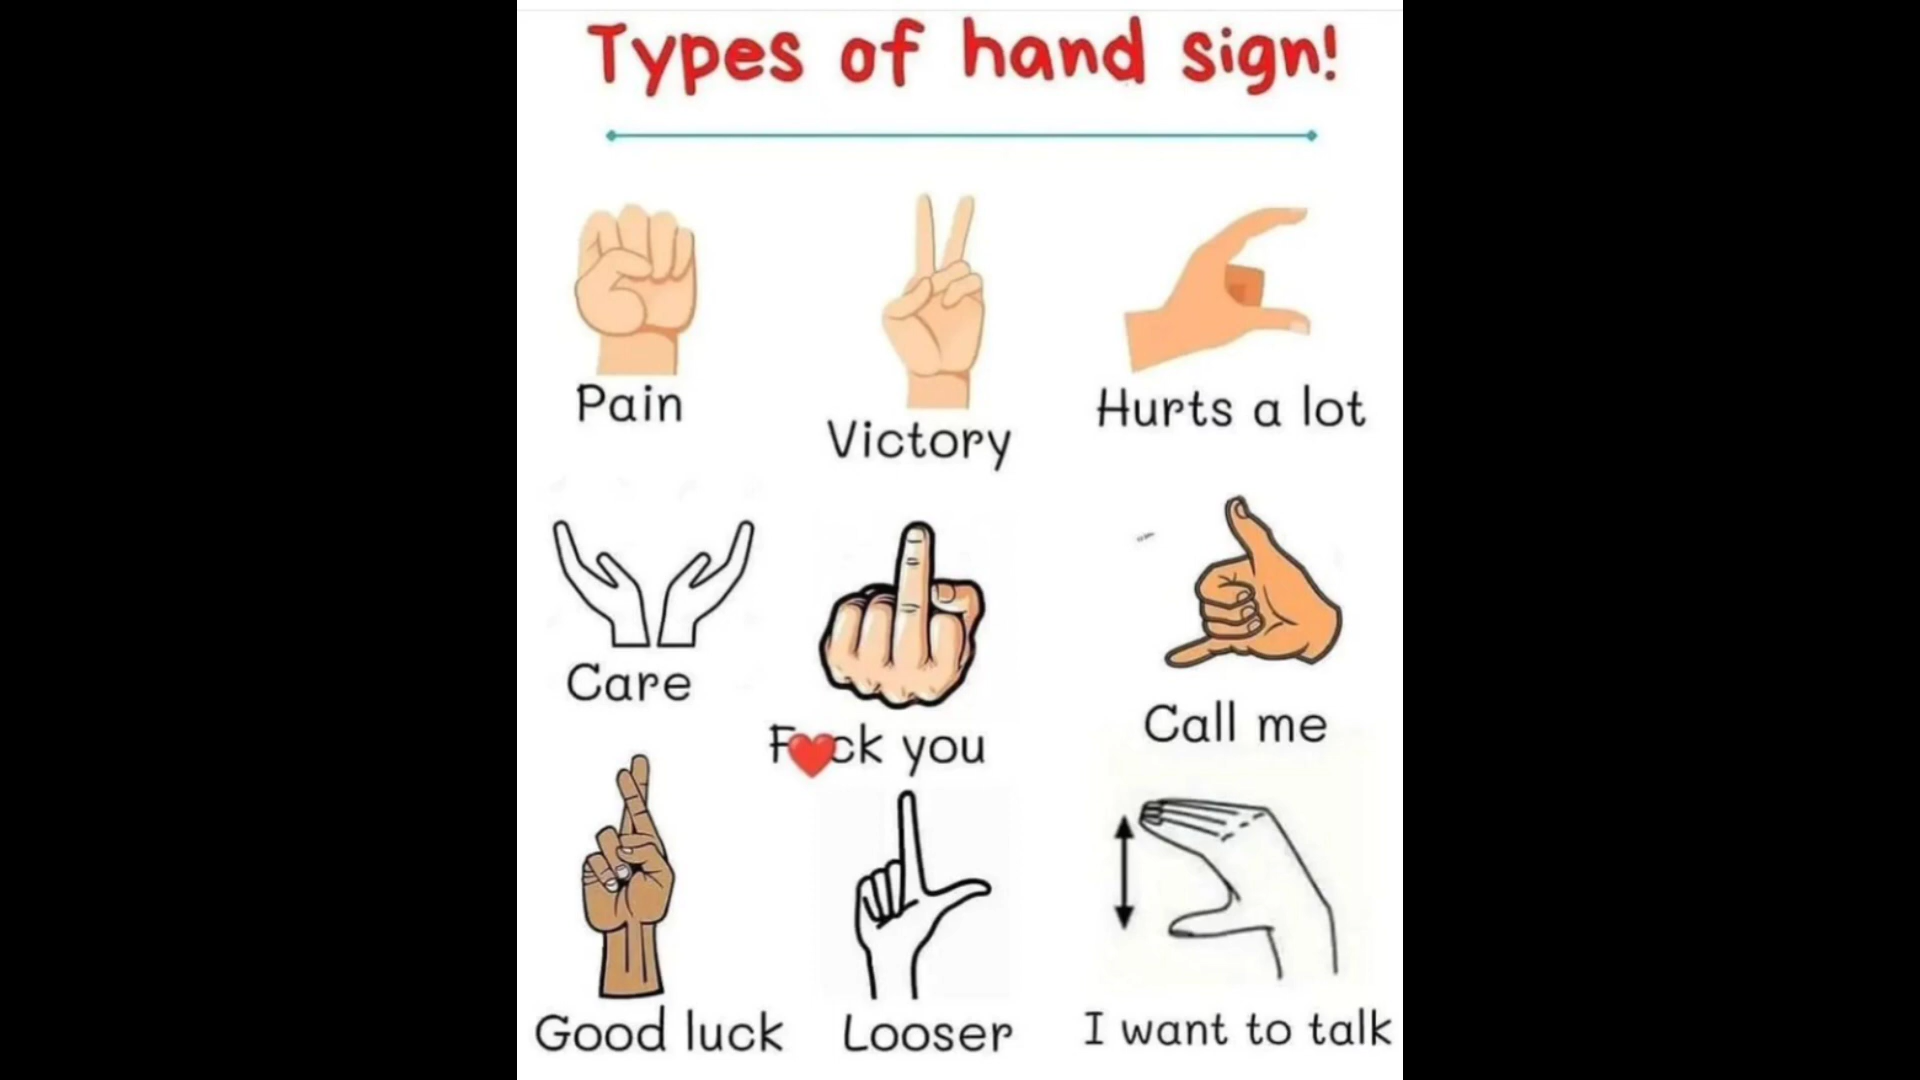 Types of hand sign!
Pain
Victory
Hurts a lot
Care
F❤️ck you
Call me
Good luck
Looser
I want to talk